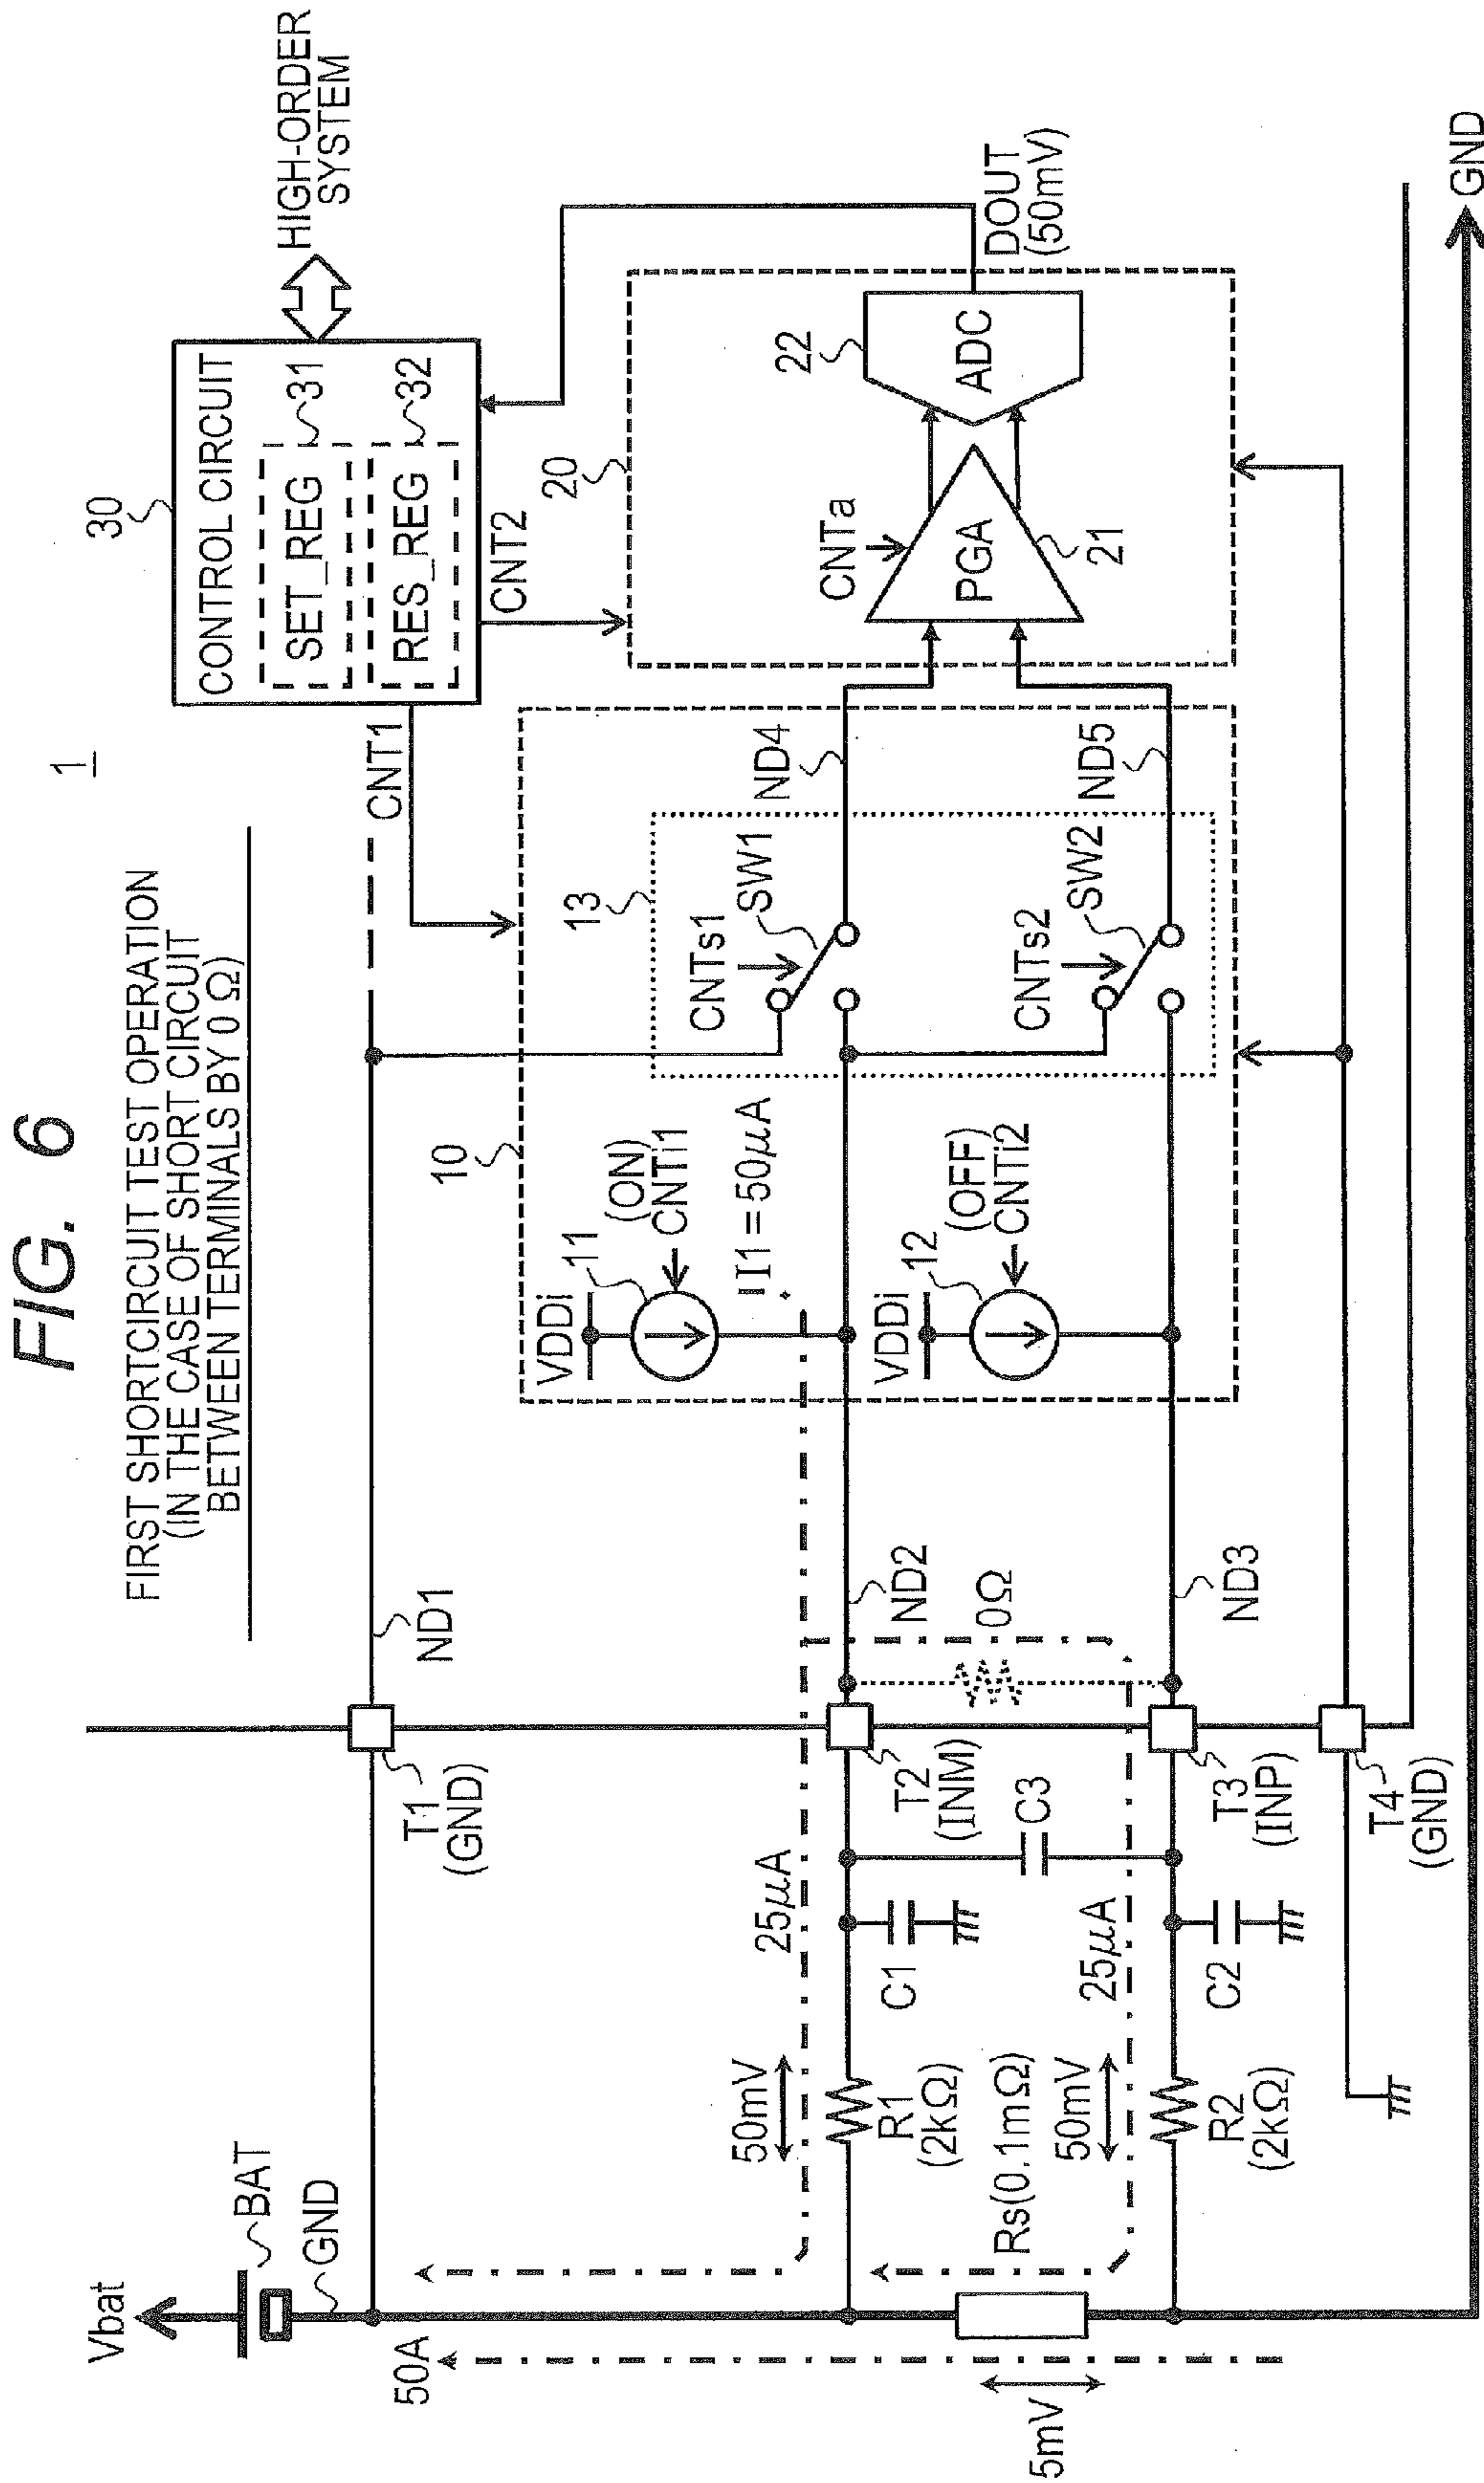 FIG. 6
FIRST SHORTCIRCUIT TEST OPERATION
(IN THE CASE OF SHORT CIRCUIT
BETWEEN TERMINALS BY 0 Ω)
1
Vbat
BAT
GND
50A
5mV
Rs(0.1mΩ)
50mV
R1
(2kΩ)
50mV
R2
(2kΩ)
25μA
C1
25μA
C2
C3
T1
(GND)
T2
(INM)
T3
(INP)
T4
(GND)
ND1
ND2
0Ω
ND3
10
VDDi
11
(ON)
CNTi1
II1 = 50μA
VDDi
12
(OFF)
CNTi2
13
CNTs1
SW1
CNTs2
SW2
ND4
ND5
CNT1
30
CONTROL CIRCUIT
SET_REG
31
RES_REG
32
CNT2
HIGH-ORDER
SYSTEM
20
CNTa
PGA
21
22
ADC
DOUT
(50mV)
GND